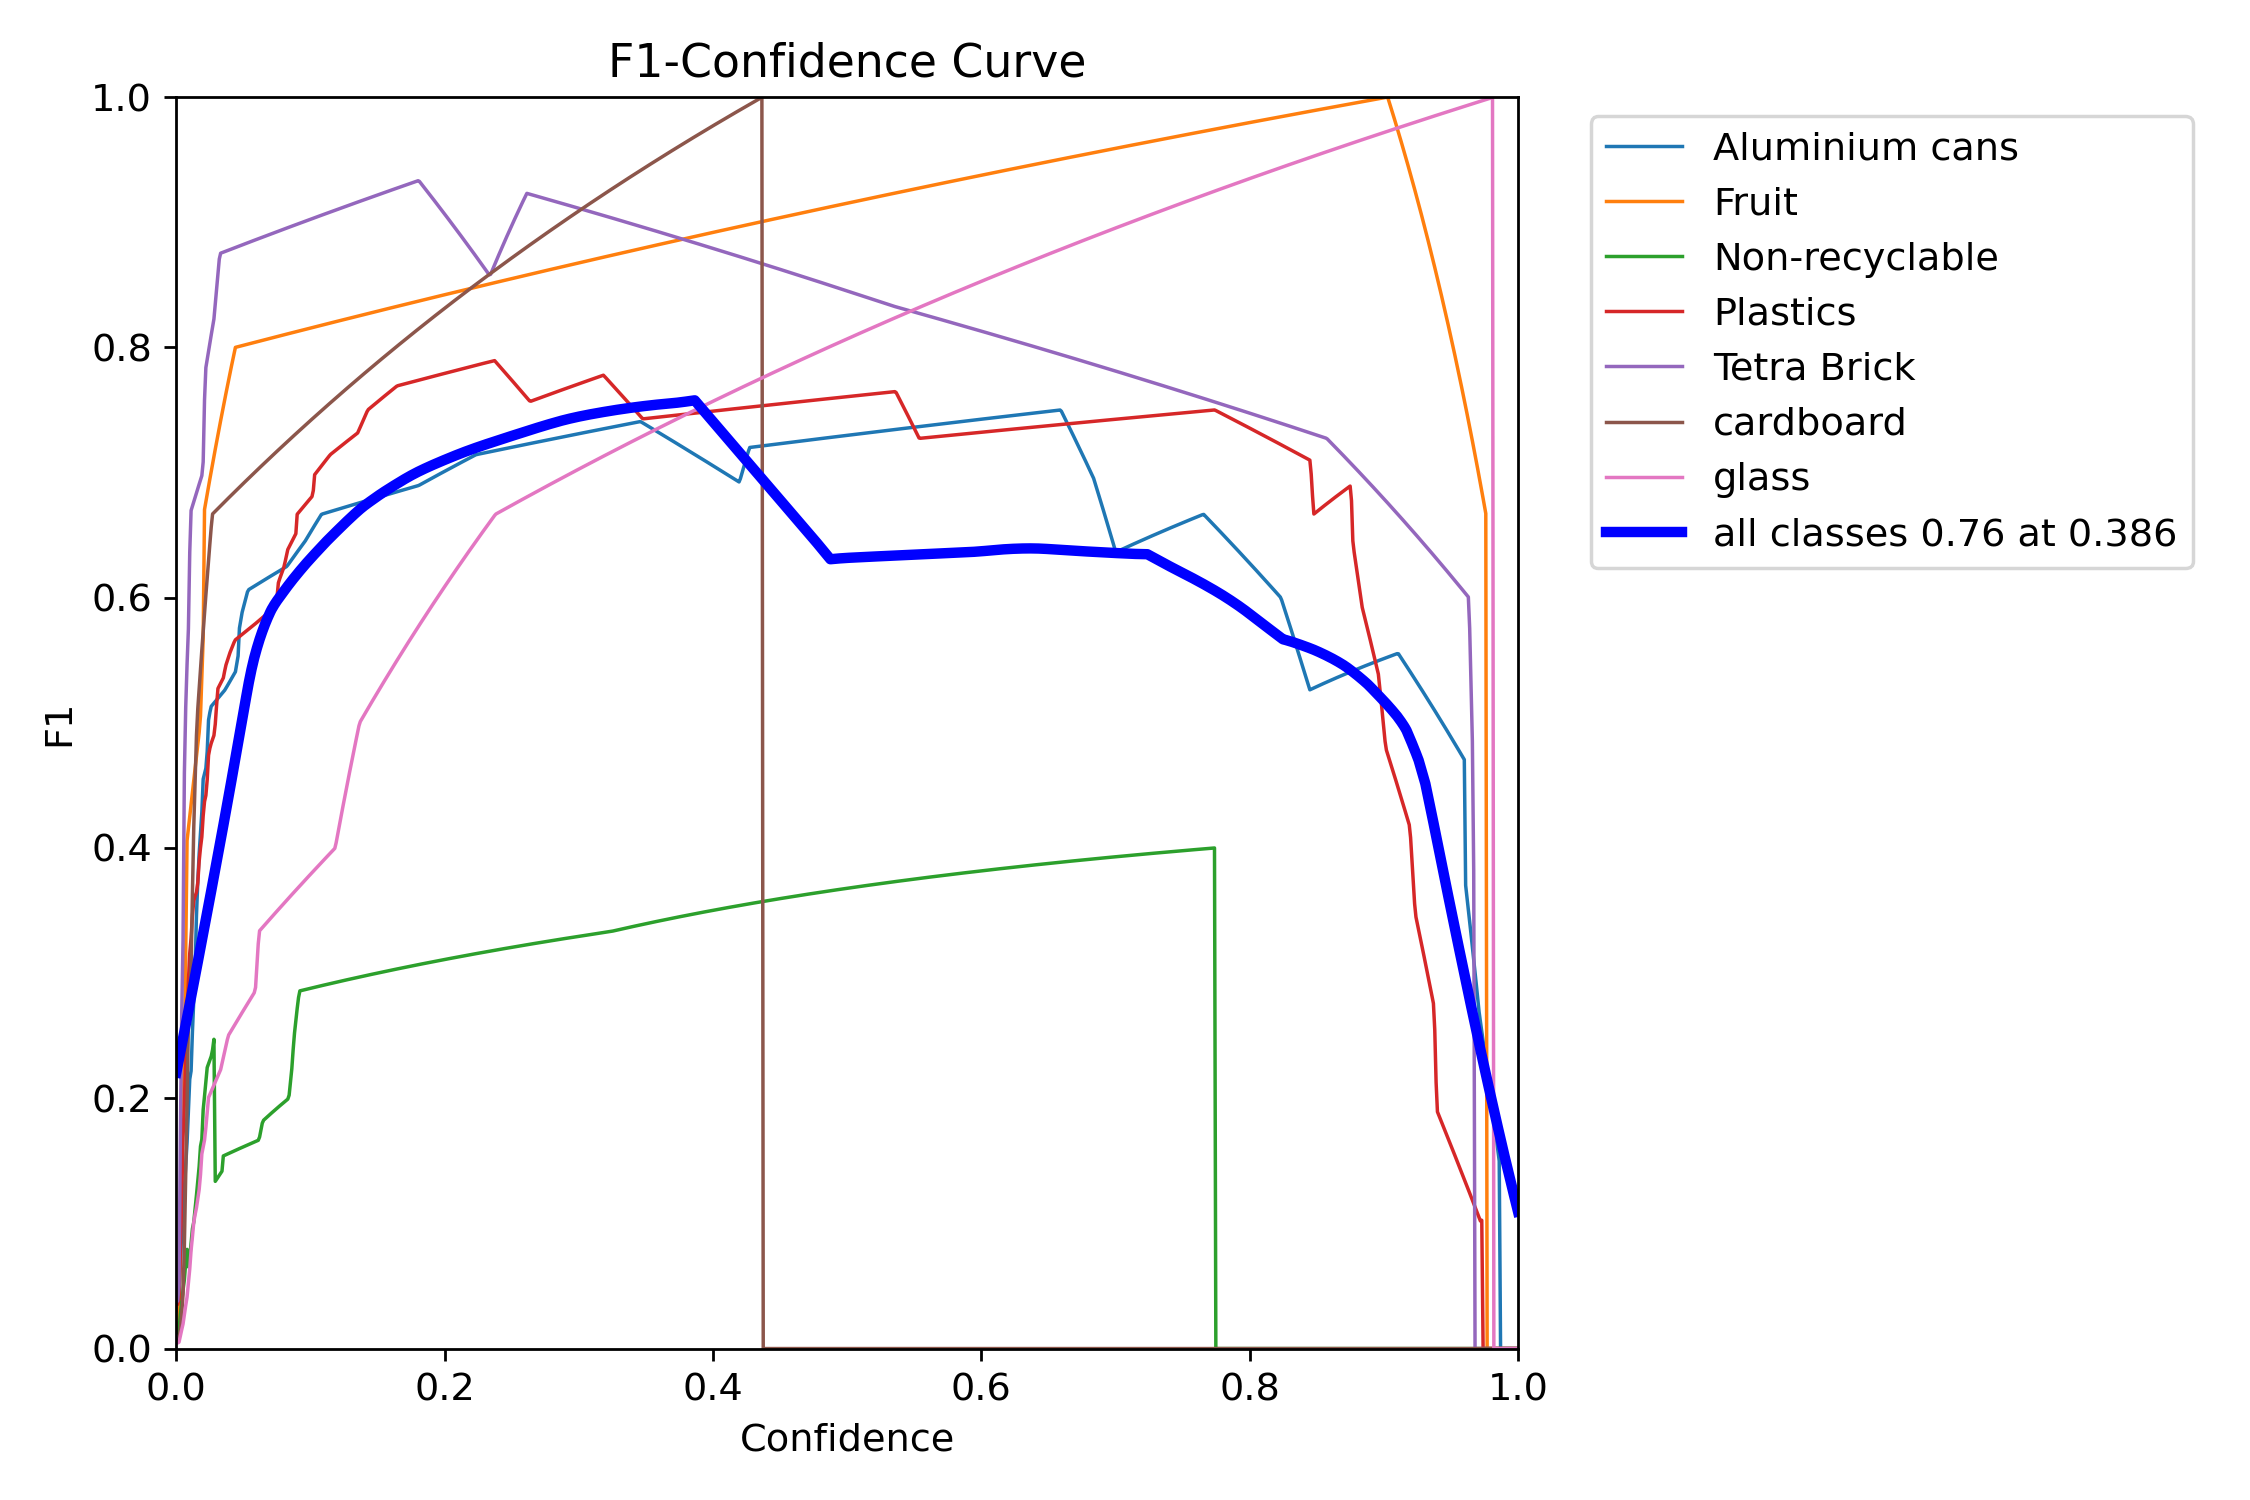 F1-Confidence Curve
1.0
0.8
0.6
0.4
0.2
0.0
F1
0.0 0.2 0.4 0.6 0.8 1.0
Confidence
Aluminium cans
Fruit
Non-recyclable
Plastics
Tetra Brick
cardboard
glass
all classes 0.76 at 0.386